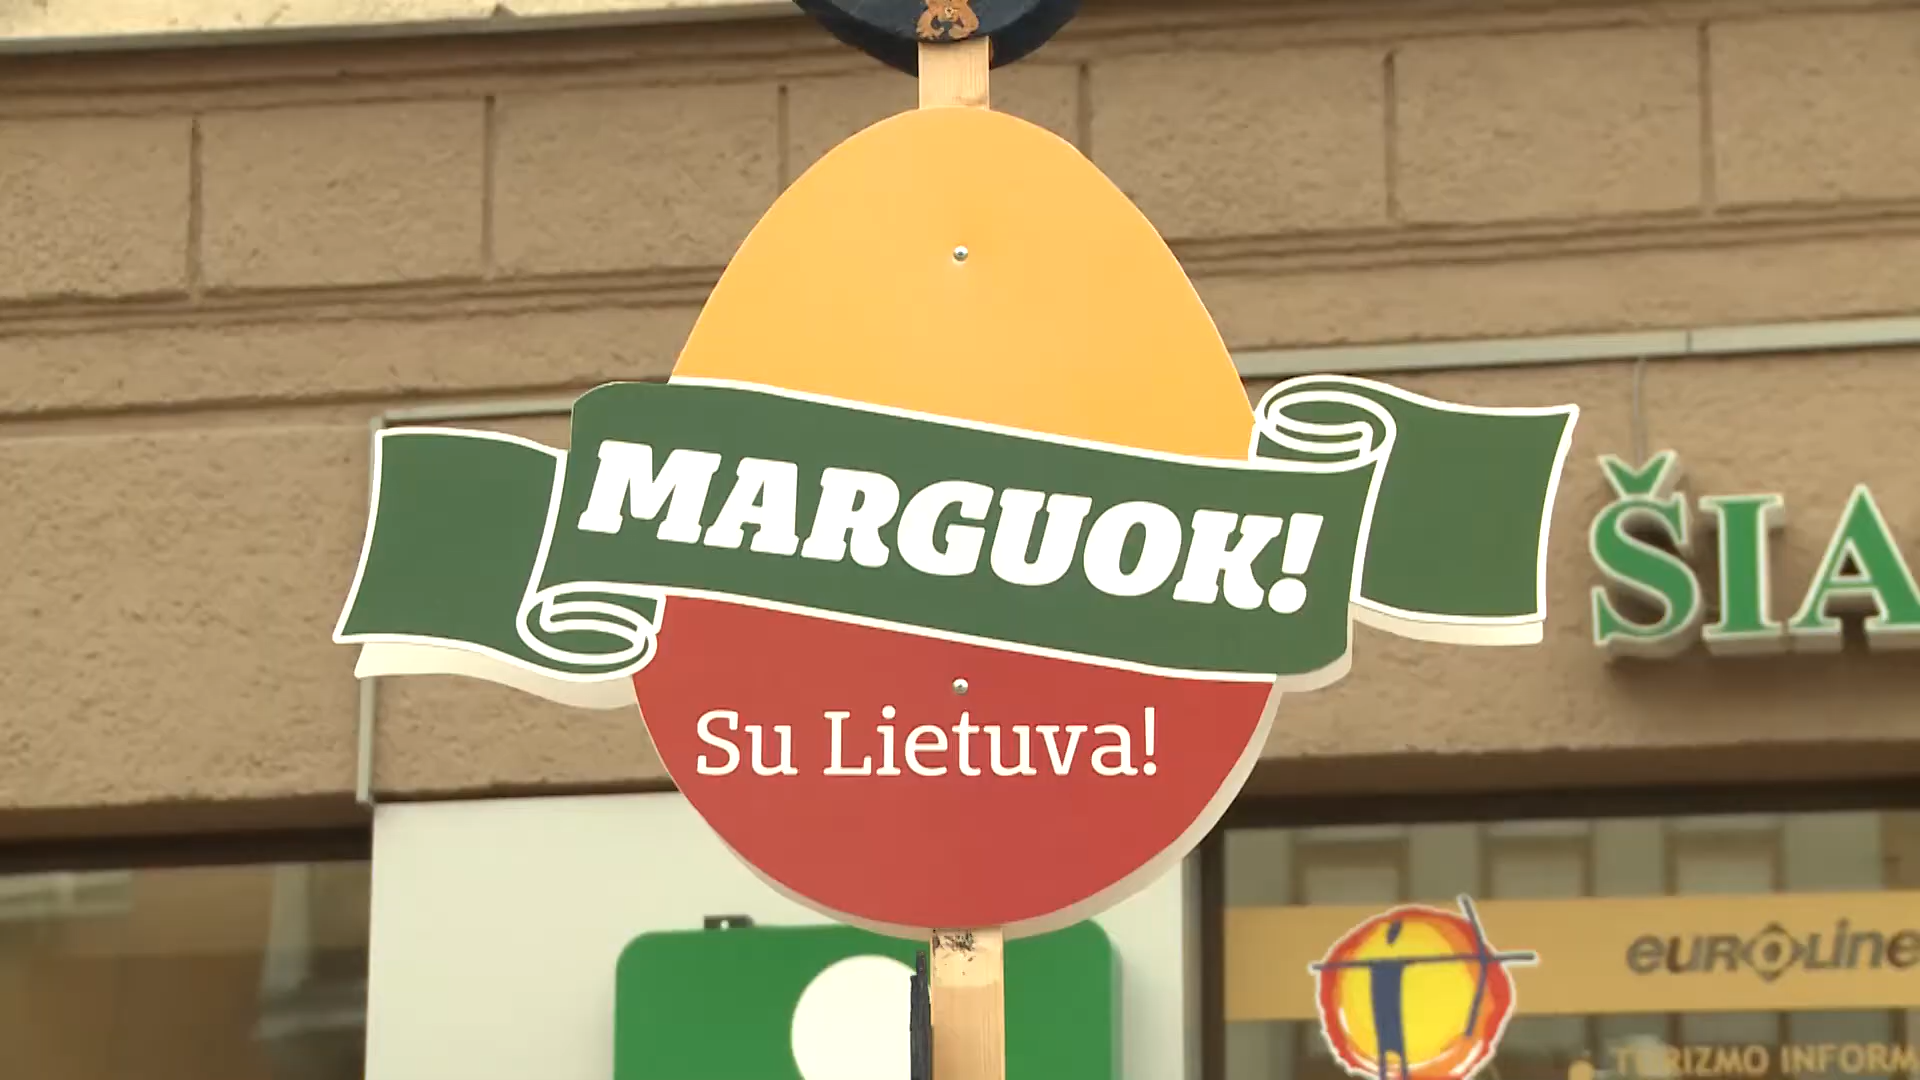 MARGUOK!
Su Lietuva!
ŠIA
euroline
TURIZMO INFORM